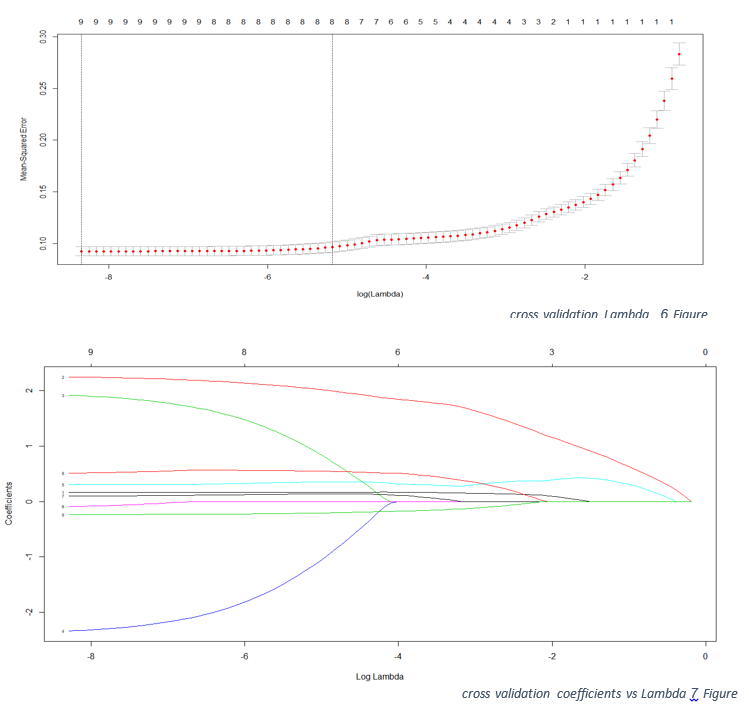 9 9 9 9 9 9 9 9 8 8 8 8 8 8 8 8 8 8 8 7 7 6 6 5 5 4 4 4 4 4 3 3 2 1 1 1 1 1 1 1 1
0.30
0.25
0.20
0.15
0.10
Mean-Squared Error
-8 -6 -4 -2
log(Lambda)
cross validation Lambda 6 Figure
9 8 6 3 0
2
1
0
-1
-2
Coefficients
2
3
5
4
-8 -6 -4 -2 0
Log Lambda
cross validation coefficients vs Lambda 7 Figure